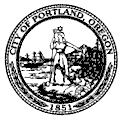 CITY OF PORTLAND, OREGON
1851